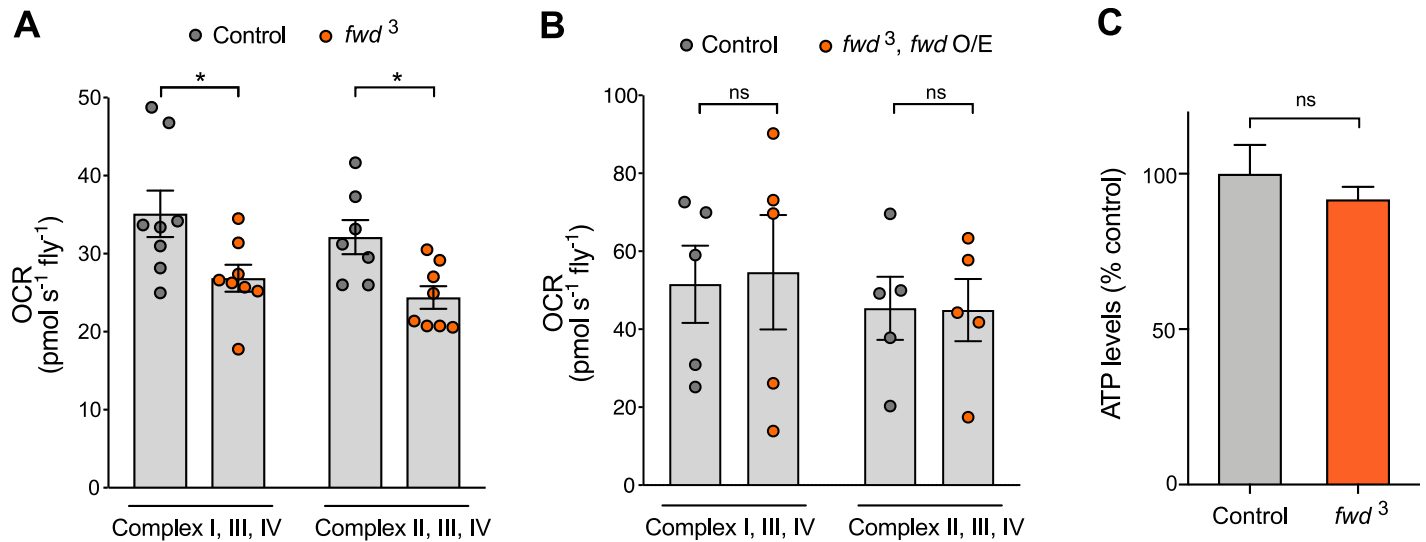 A
Control
fwd ³
*
*
50
40
30
20
10
0
OCR
(pmol s⁻¹ fly⁻¹)
Complex I, III, IV
Complex II, III, IV
B
Control
fwd ³, fwd O/E
ns
ns
100
80
60
40
20
0
OCR
(pmol s⁻¹ fly⁻¹)
Complex I, III, IV
Complex II, III, IV
C
ns
100
50
0
ATP levels (% control)
Control
fwd ³